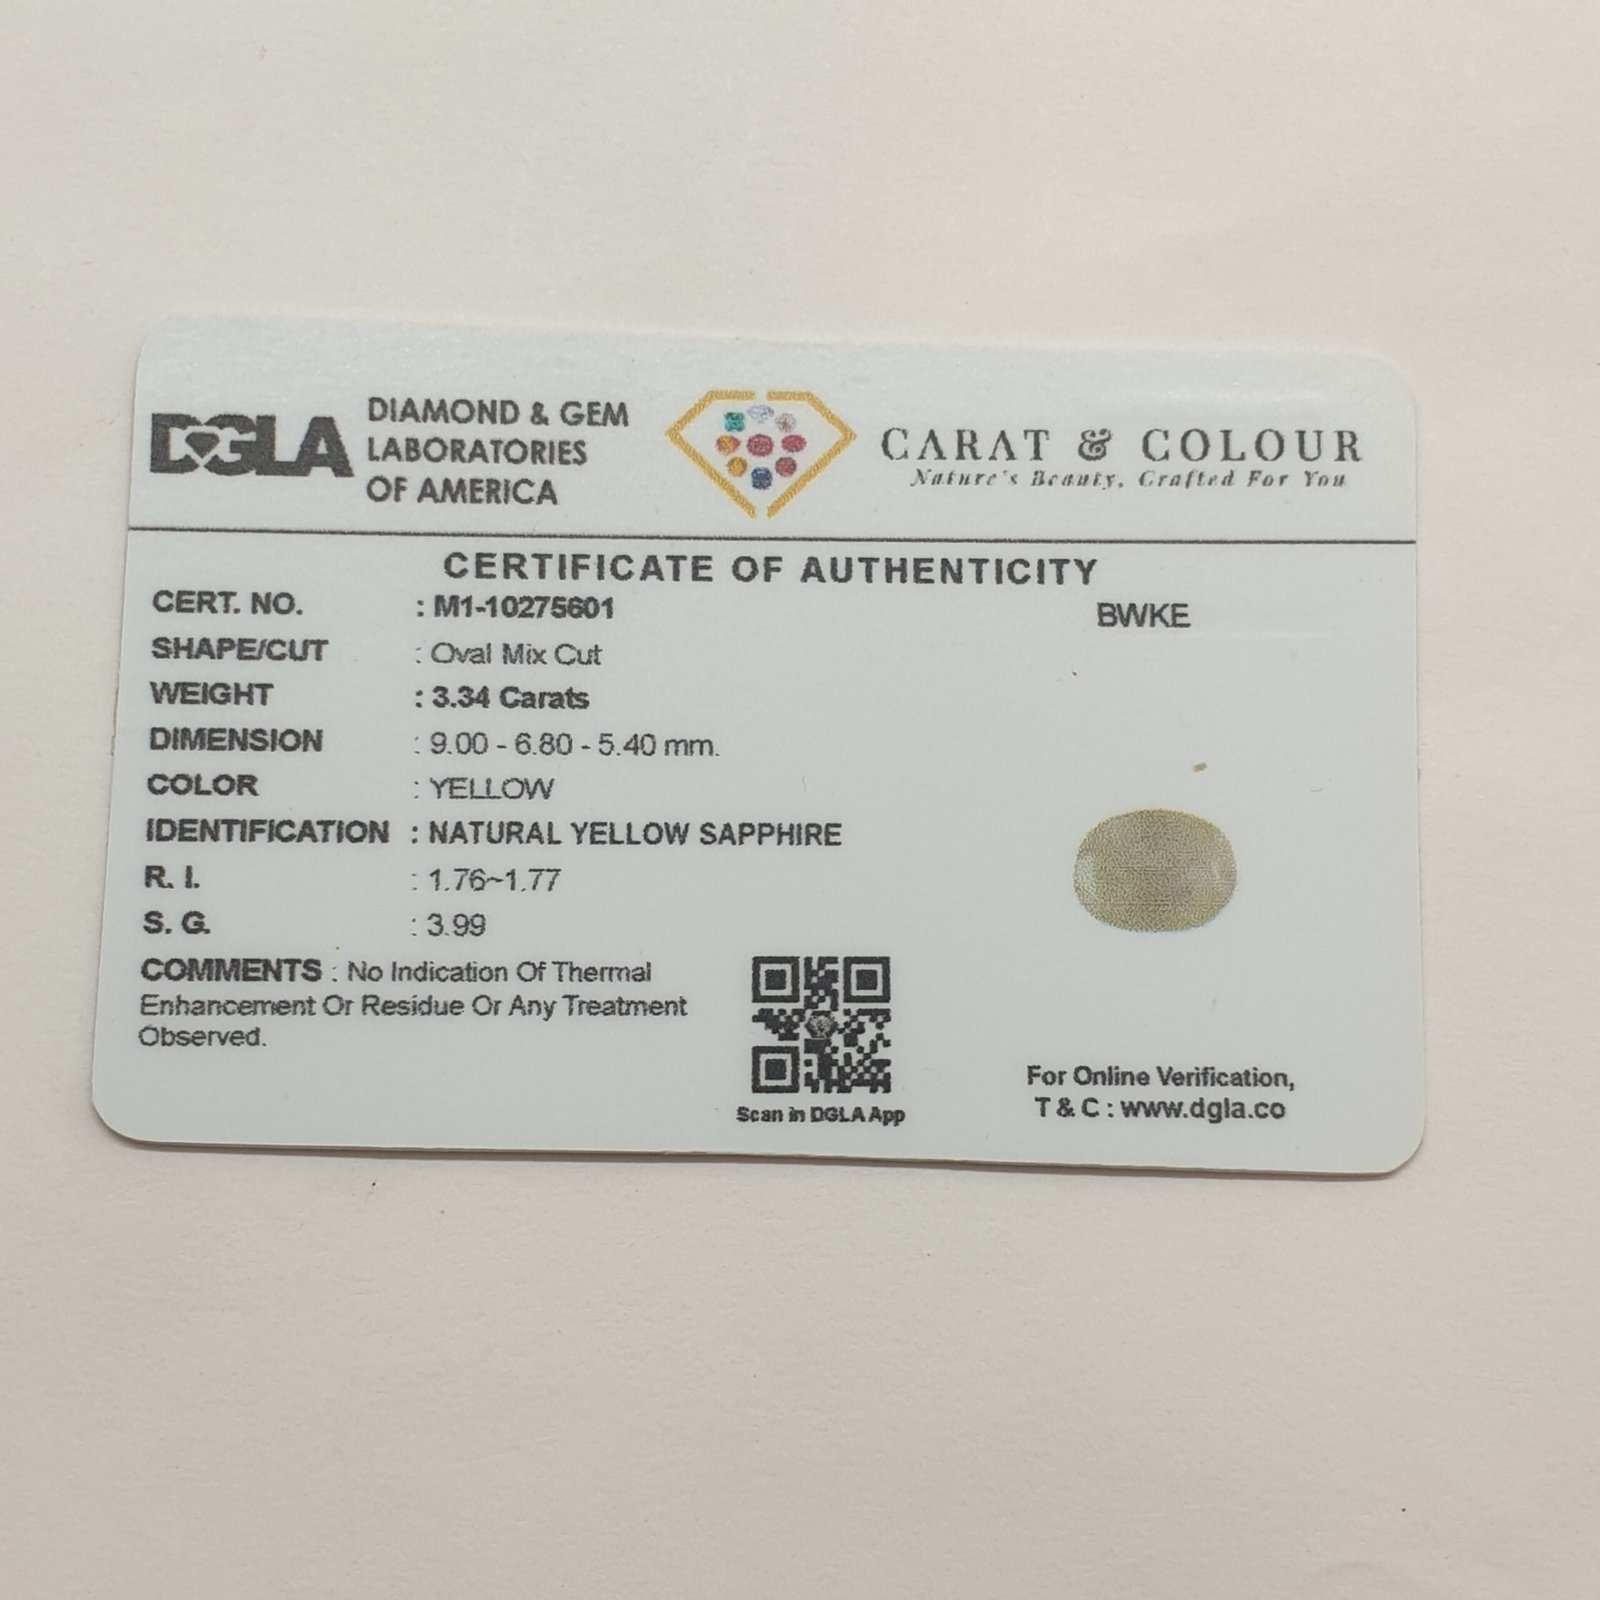 DGLA DIAMOND & GEM
LABORATORIES
OF AMERICA
CARAT & COLOUR
Nature's Beauty, Crafted For You
CERTIFICATE OF AUTHENTICITY
CERT. NO. : M1-10275601 BWKE
SHAPE/CUT : Oval Mix Cut
WEIGHT : 3.34 Carats
DIMENSION : 9.00 - 6.80 - 5.40 mm.
COLOR : YELLOW
IDENTIFICATION : NATURAL YELLOW SAPPHIRE
R. I. : 1.76~1.77
S. G. : 3.99
COMMENTS : No Indication Of Thermal
Enhancement Or Residue Or Any Treatment
Observed.
Scan in DGLA App
For Online Verification,
T & C : www.dgla.co